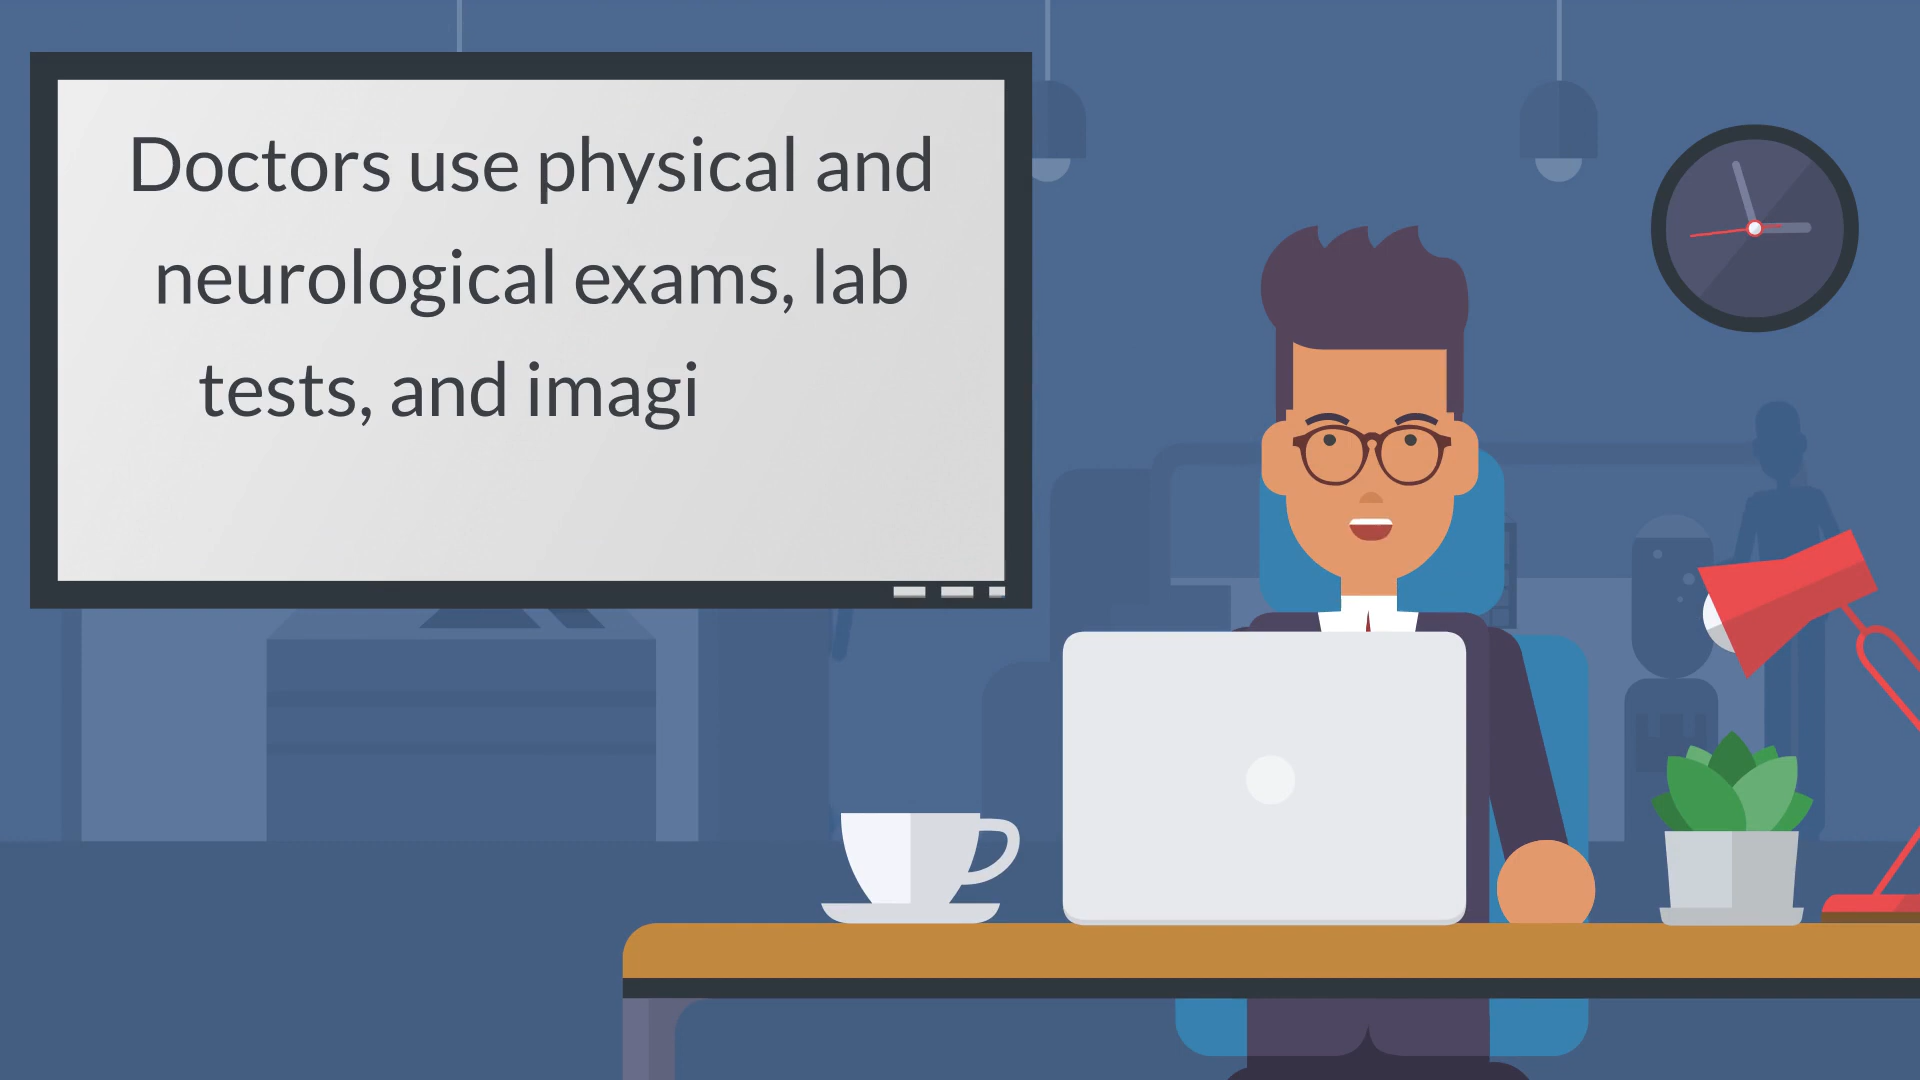 Doctors use physical and
neurological exams, lab
tests, and imagi